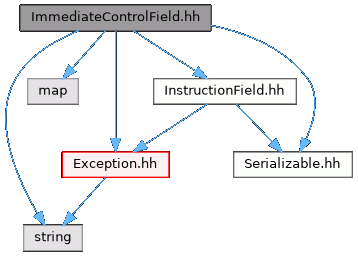 ImmediateControlField.hh
map
InstructionField.hh
Exception.hh
Serializable.hh
string